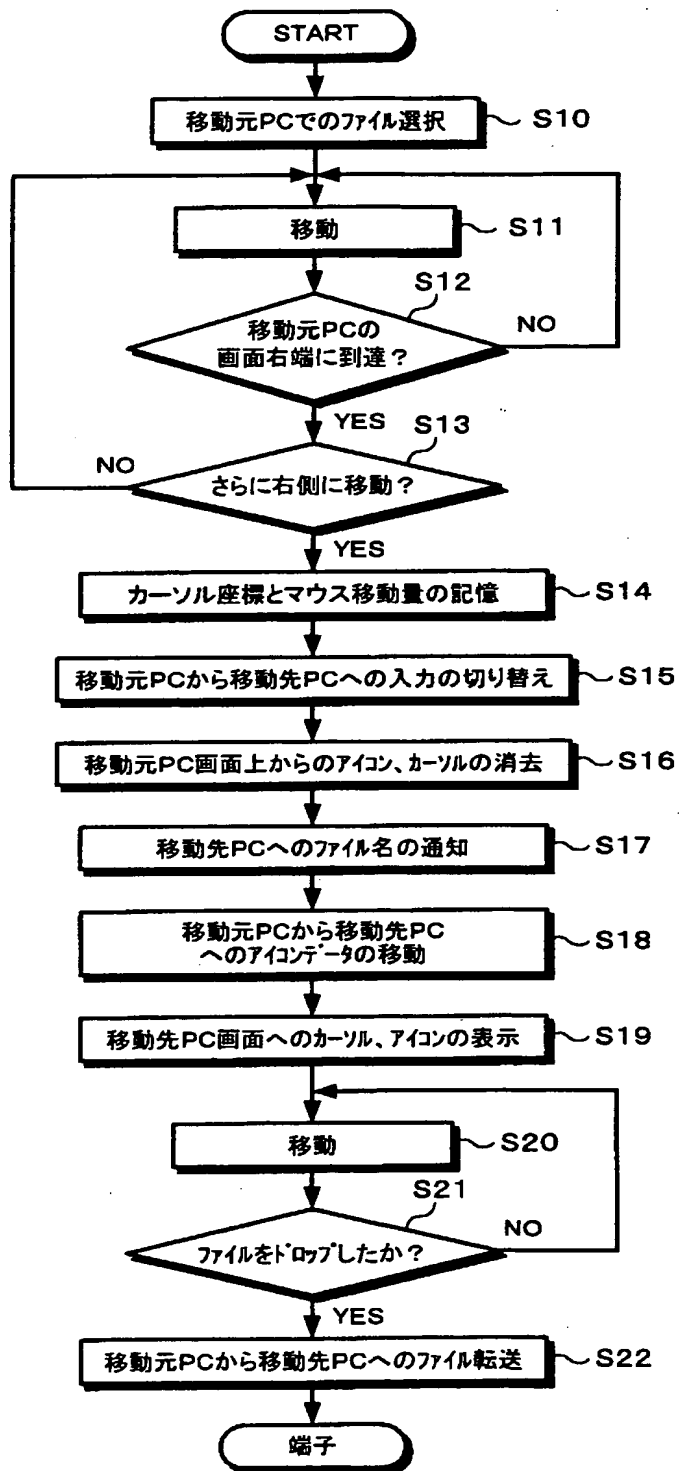 START
移動元PCでのファイル選択
S10
移動
S11
S12
移動元PCの
画面右端に到達?
NO
YES
S13
NO
さらに右側に移動?
YES
カーソル座標とマウス移動量の記憶
S14
移動元PCから移動先PCへの入力の切り替え
S15
移動元PC画面上からのアイコン、カーソルの消去
S16
移動先PCへのファイル名の通知
S17
移動元PCから移動先PC
へのアイコンデータの移動
S18
移動先PC画面へのカーソル、アイコンの表示
S19
移動
S20
S21
ファイルをドロップしたか?
NO
YES
移動元PCから移動先PCへのファイル転送
S22
端子